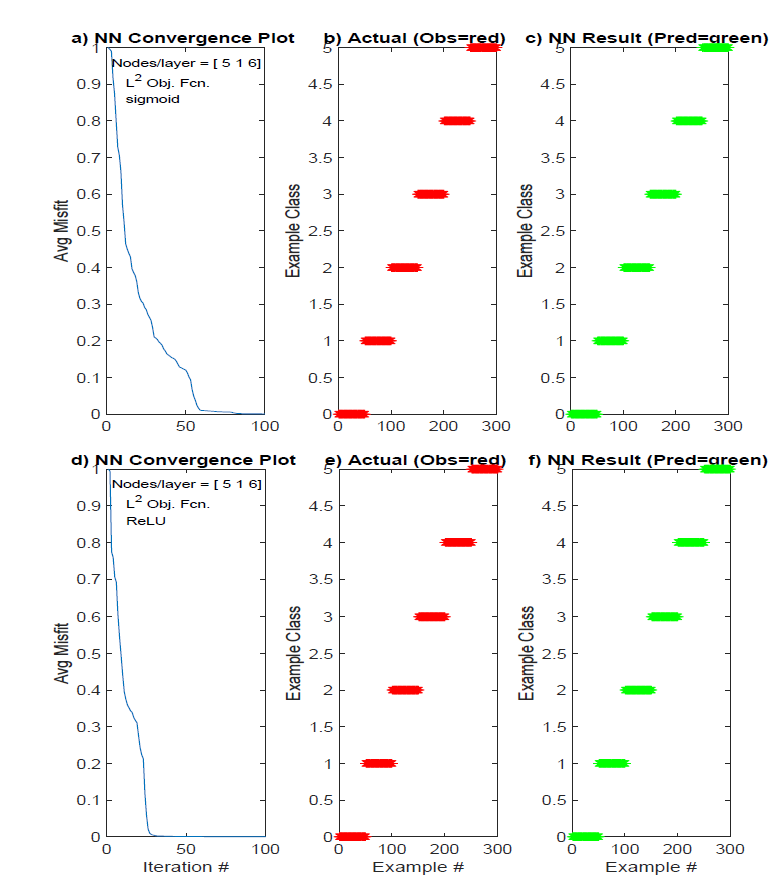 a) NN Convergence Plot
b) Actual (Obs=red)
c) NN Result (Pred=green)
Nodes/layer = [ 5 1 6]
L2 Obj. Fcn.
sigmoid
Avg Misfit
1
0.9
0.8
0.7
0.6
0.5
0.4
0.3
0.2
0.1
0
0 50 100
Example Class
5
4.5
4
3.5
3
2.5
2
1.5
1
0.5
0
0 100 200 300
Example Class
5
4.5
4
3.5
3
2.5
2
1.5
1
0.5
0
0 100 200 300
d) NN Convergence Plot
e) Actual (Obs=red)
f) NN Result (Pred=green)
Nodes/layer = [ 5 1 6]
L2 Obj. Fcn.
ReLU
Avg Misfit
1
0.9
0.8
0.7
0.6
0.5
0.4
0.3
0.2
0.1
0
0 50 100
Iteration #
Example Class
5
4.5
4
3.5
3
2.5
2
1.5
1
0.5
0
0 100 200 300
Example #
Example Class
5
4.5
4
3.5
3
2.5
2
1.5
1
0.5
0
0 100 200 300
Example #